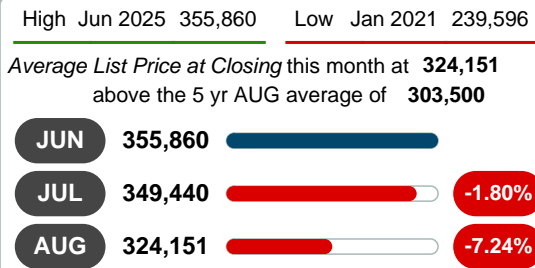 High Jun 2025 355,860 Low Jan 2021 239,596
Average List Price at Closing this month at 324,151
above the 5 yr AUG average of 303,500
JUN 355,860
JUL 349,440 -1.80%
AUG 324,151 -7.24%